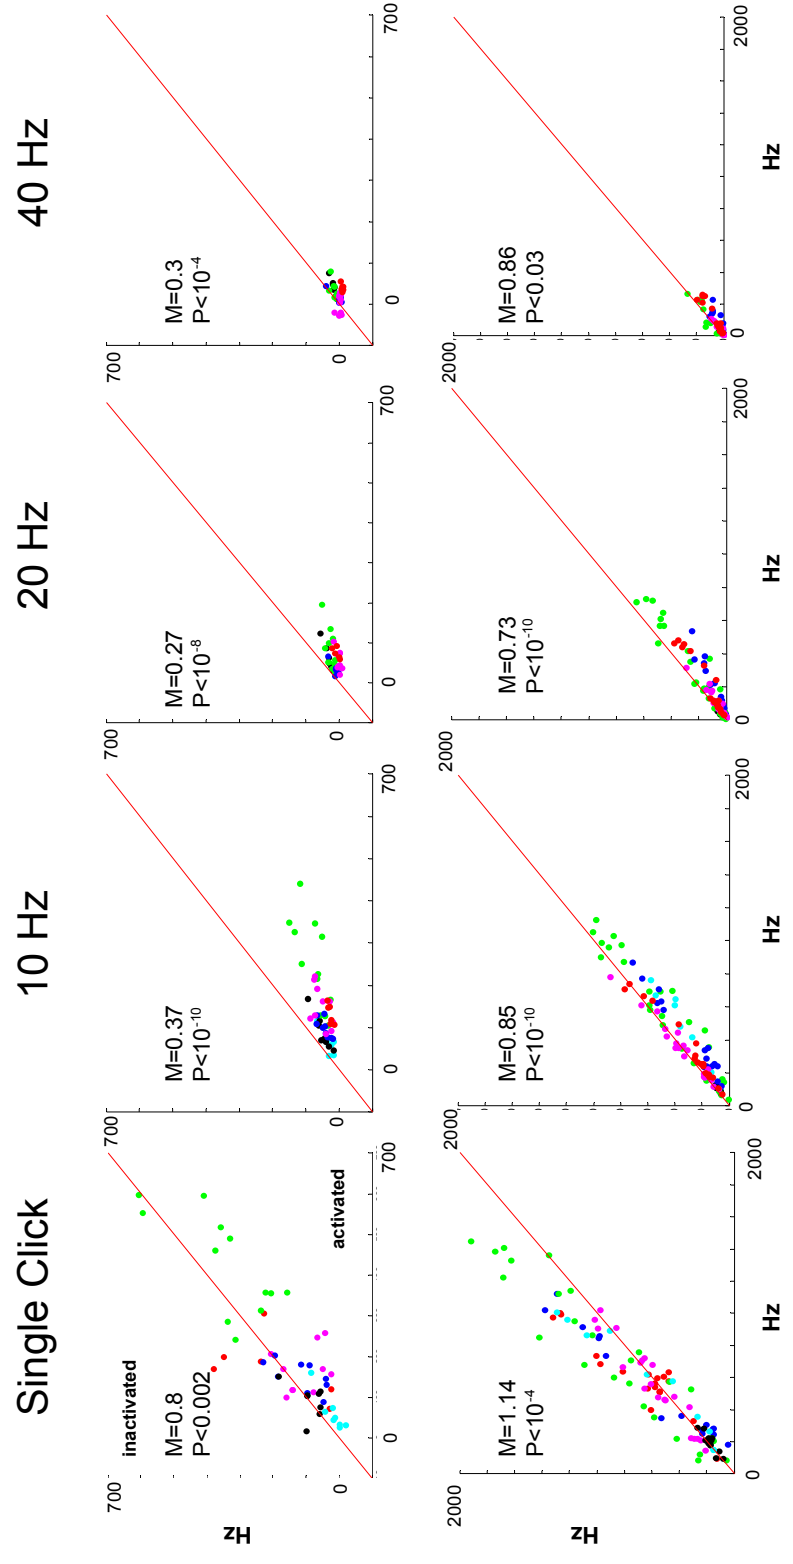 Single Click
10 Hz
20 Hz
40 Hz
700
inactivated
M=0.8
P<0.002
Hz
activated
0
0
700
700
M=0.37
P<10-10
0
0
700
700
M=0.27
P<10-8
0
0
700
700
M=0.3
P<10-4
0
0
700
2000
M=1.14
P<10-4
Hz
0
2000
Hz
2000
M=0.85
P<10-10
0
2000
Hz
2000
M=0.73
P<10-10
0
2000
Hz
2000
M=0.86
P<0.03
0
2000
Hz